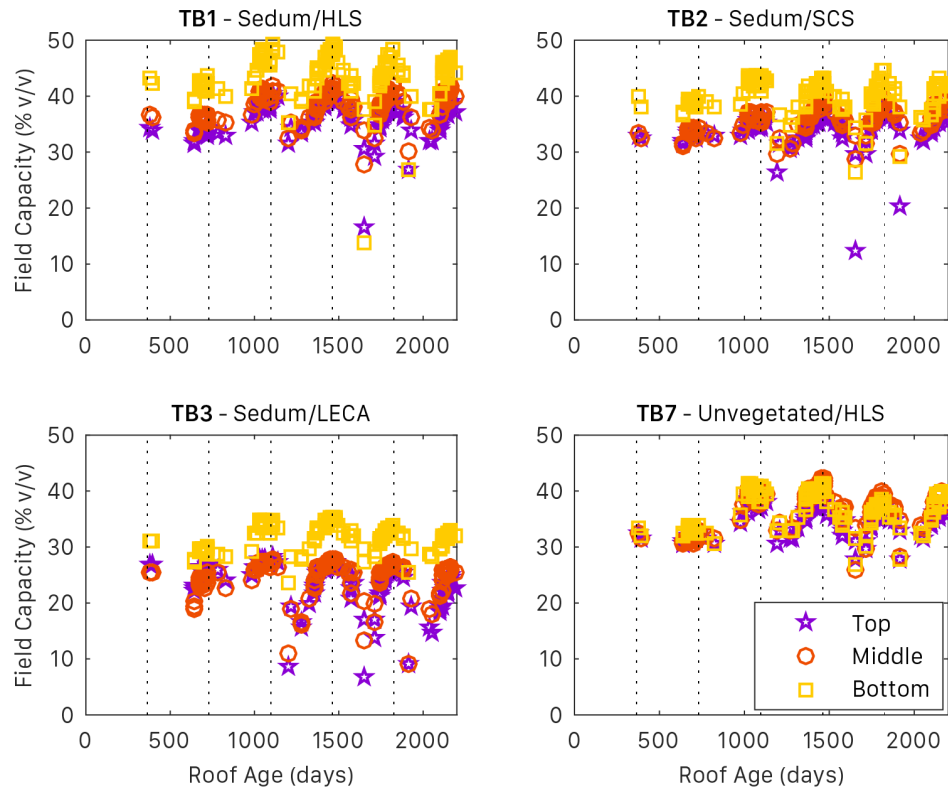 TB1 - Sedum/HLS
TB2 - Sedum/SCS
Field Capacity (% v/v)
50
40
30
20
10
0
0 500 1000 1500 2000
50
40
30
20
10
0
0 500 1000 1500 2000
TB3 - Sedum/LECA
TB7 - Unvegetated/HLS
Field Capacity (% v/v)
50
40
30
20
10
0
0 500 1000 1500 2000
Roof Age (days)
50
40
30
20
10
0
Top
Middle
Bottom
0 500 1000 1500 2000
Roof Age (days)